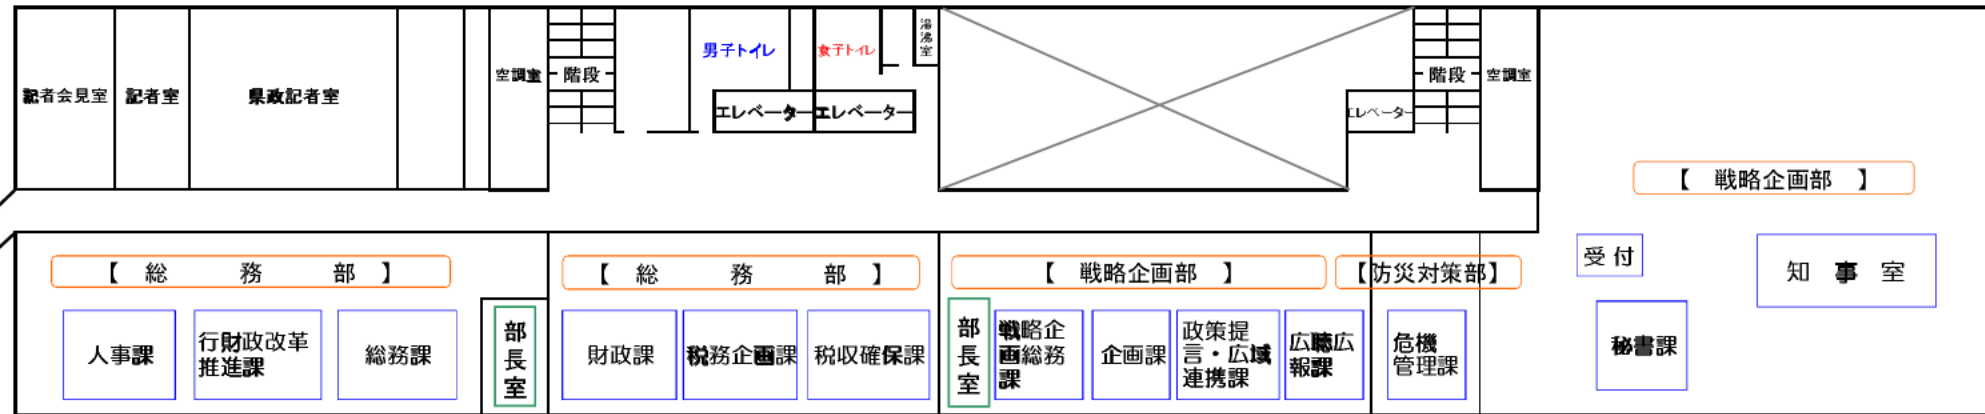 記者会見室
記者室
県政記者室
空調室
階段
男子トイレ
女子トイレ
湯沸室
エレベーター
エレベーター
エレベーター
階段
空調室
【 戦略企画部 】
【 総 務 部 】
【 総 務 部 】
【 戦略企画部 】
【防災対策部】
受付
知 事 室
人事課
行財政改革
推進課
総務課
部長室
財政課
税務企画課
税収確保課
部長室
戦略企
画総務
課
企画課
政策提
言・広域
連携課
広聴広
報課
危機
管理課
秘書課